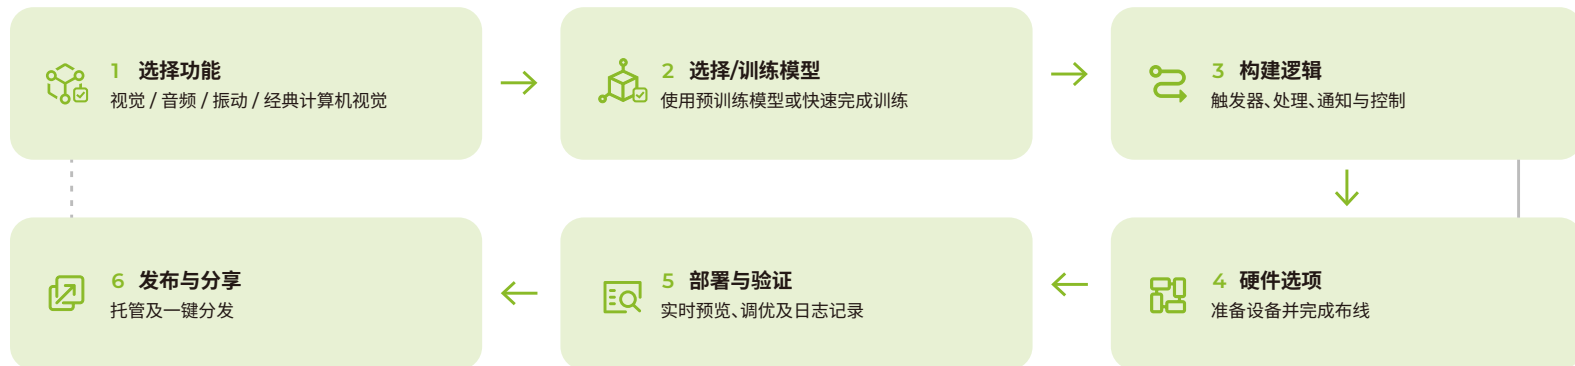 1 选择功能
视觉 / 音频 / 振动 / 经典计算机视觉
2 选择/训练模型
使用预训练模型或快速完成训练
3 构建逻辑
触发器、处理、通知与控制
4 硬件选项
准备设备并完成布线
5 部署与验证
实时预览、调优及日志记录
6 发布与分享
托管及一键分发